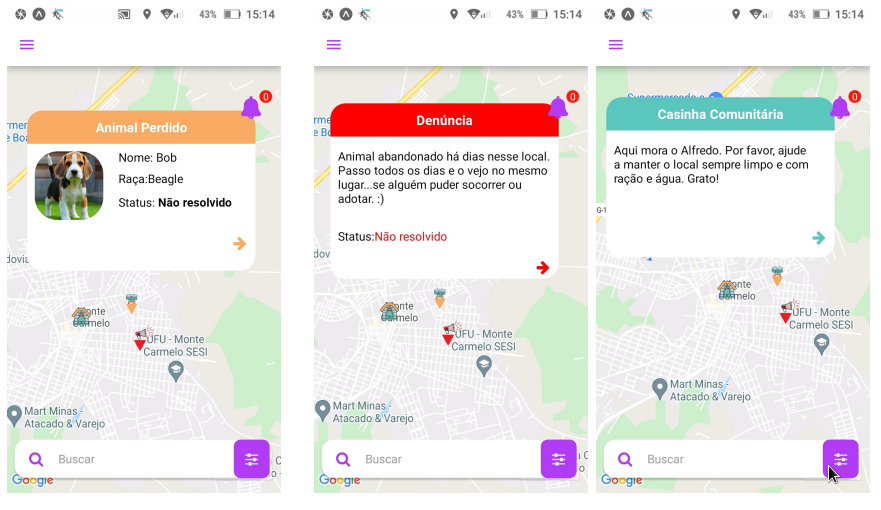 43% 15:14
0
Animal Perdido
Nome: Bob
Raça:Beagle
Status: Não resolvido
dovia
Monte
Carmelo
UFU - Monte
Carmelo SESI
Mart Minas -
Atacado & Varejo
Buscar
Google
43% 15:14
0
Denúncia
Animal abandonado há dias nesse local.
Passo todos os dias e o vejo no mesmo
lugar...se alguém puder socorrer ou
adotar. :)
Status:Não resolvido
dov
Monte
Carmelo
UFU - Monte
Carmelo SESI
Mart Minas -
Atacado & Varejo
Buscar
Google
43% 15:14
0
Casinha Comunitária
Aqui mora o Alfredo. Por favor, ajude
a manter o local sempre limpo e com
ração e água. Grato!
Monte
Carmelo
UFU - Monte
Carmelo SESI
Mart Minas -
Atacado & Varejo
Buscar
Google